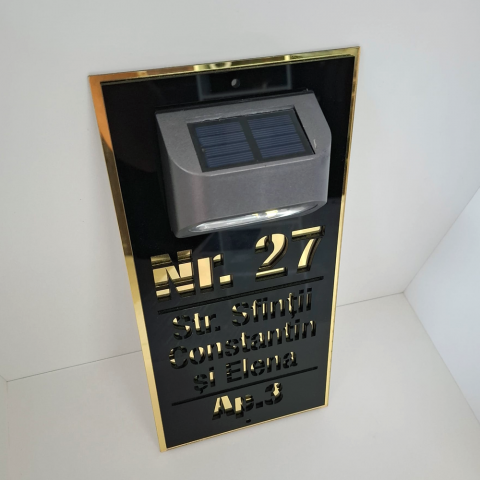 Nr. 27
Str. Sfinții
Constantin
și Elena
Ap.3